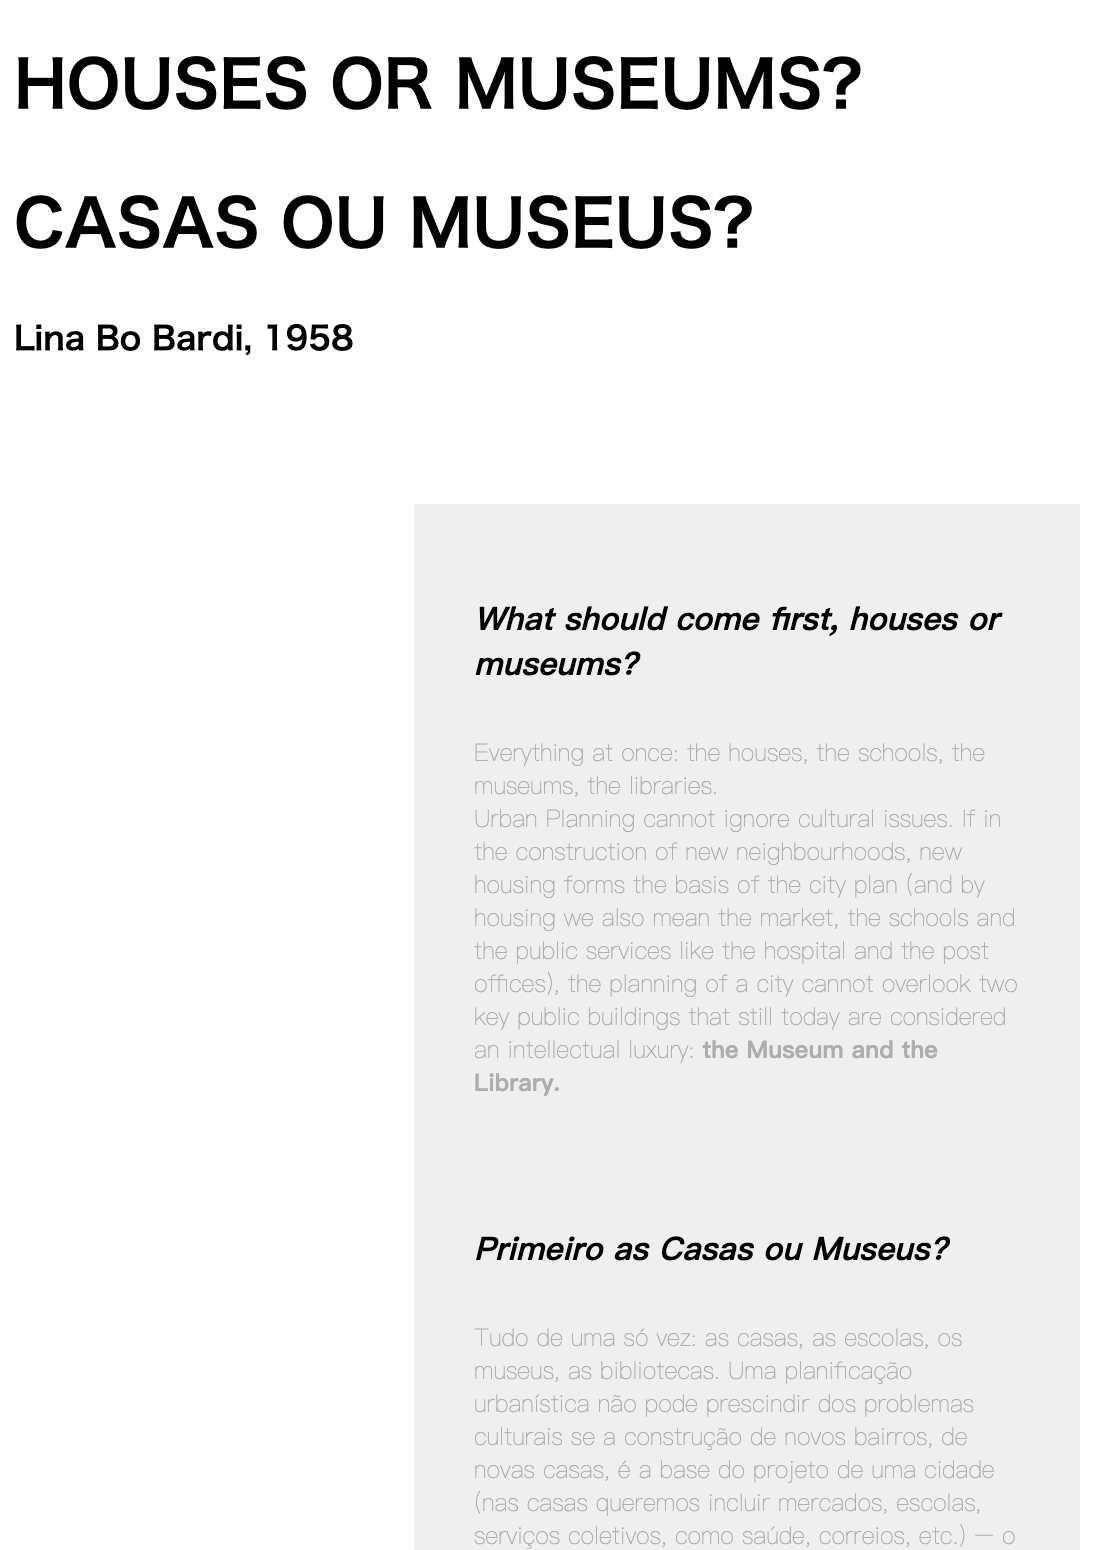 HOUSES OR MUSEUMS?
CASAS OU MUSEUS?
Lina Bo Bardi, 1958
What should come first, houses or
museums?
Everything at once: the houses, the schools, the
museums, the libraries.
Urban Planning cannot ignore cultural issues. If in
the construction of new neighbourhoods, new
housing forms the basis of the city plan (and by
housing we also mean the market, the schools and
the public services like the hospital and the post
offices), the planning of a city cannot overlook two
key public buildings that still today are considered
an intellectual luxury: the Museum and the
Library.
Primeiro as Casas ou Museus?
Tudo de uma só vez: as casas, as escolas, os
museus, as bibliotecas. Uma planificação
urbanística não pode prescindir dos problemas
culturais se a construção de novos bairros, de
novas casas, é a base do projeto de uma cidade
(nas casas queremos incluir mercados, escolas,
serviços coletivos, como saúde, correios, etc.) — o